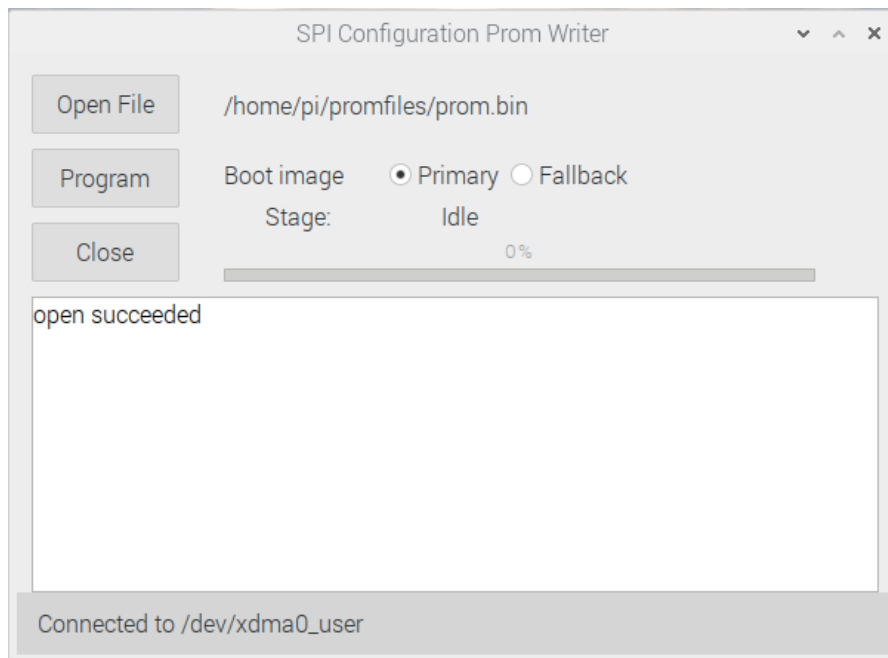 SPI Configuration Prom Writer
Open File
/home/pi/promfiles/prom.bin
Program
Boot image Primary Fallback
Stage: Idle
Close
0%
open succeeded
Connected to /dev/xdma0_user